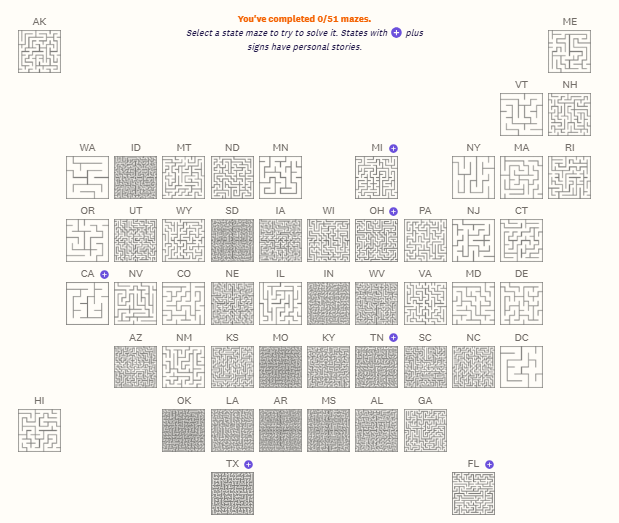 You've completed 0/51 mazes.
Select a state maze to try to solve it. States with + plus
signs have personal stories.
AK ME
VT NH
WA ID MT ND MN MI + NY MA RI
OR UT WY SD IA WI OH + PA NJ CT
CA + NV CO NE IL IN WV VA MD DE
AZ NM KS MO KY TN + SC NC DC
HI OK LA AR MS AL GA
TX + FL +